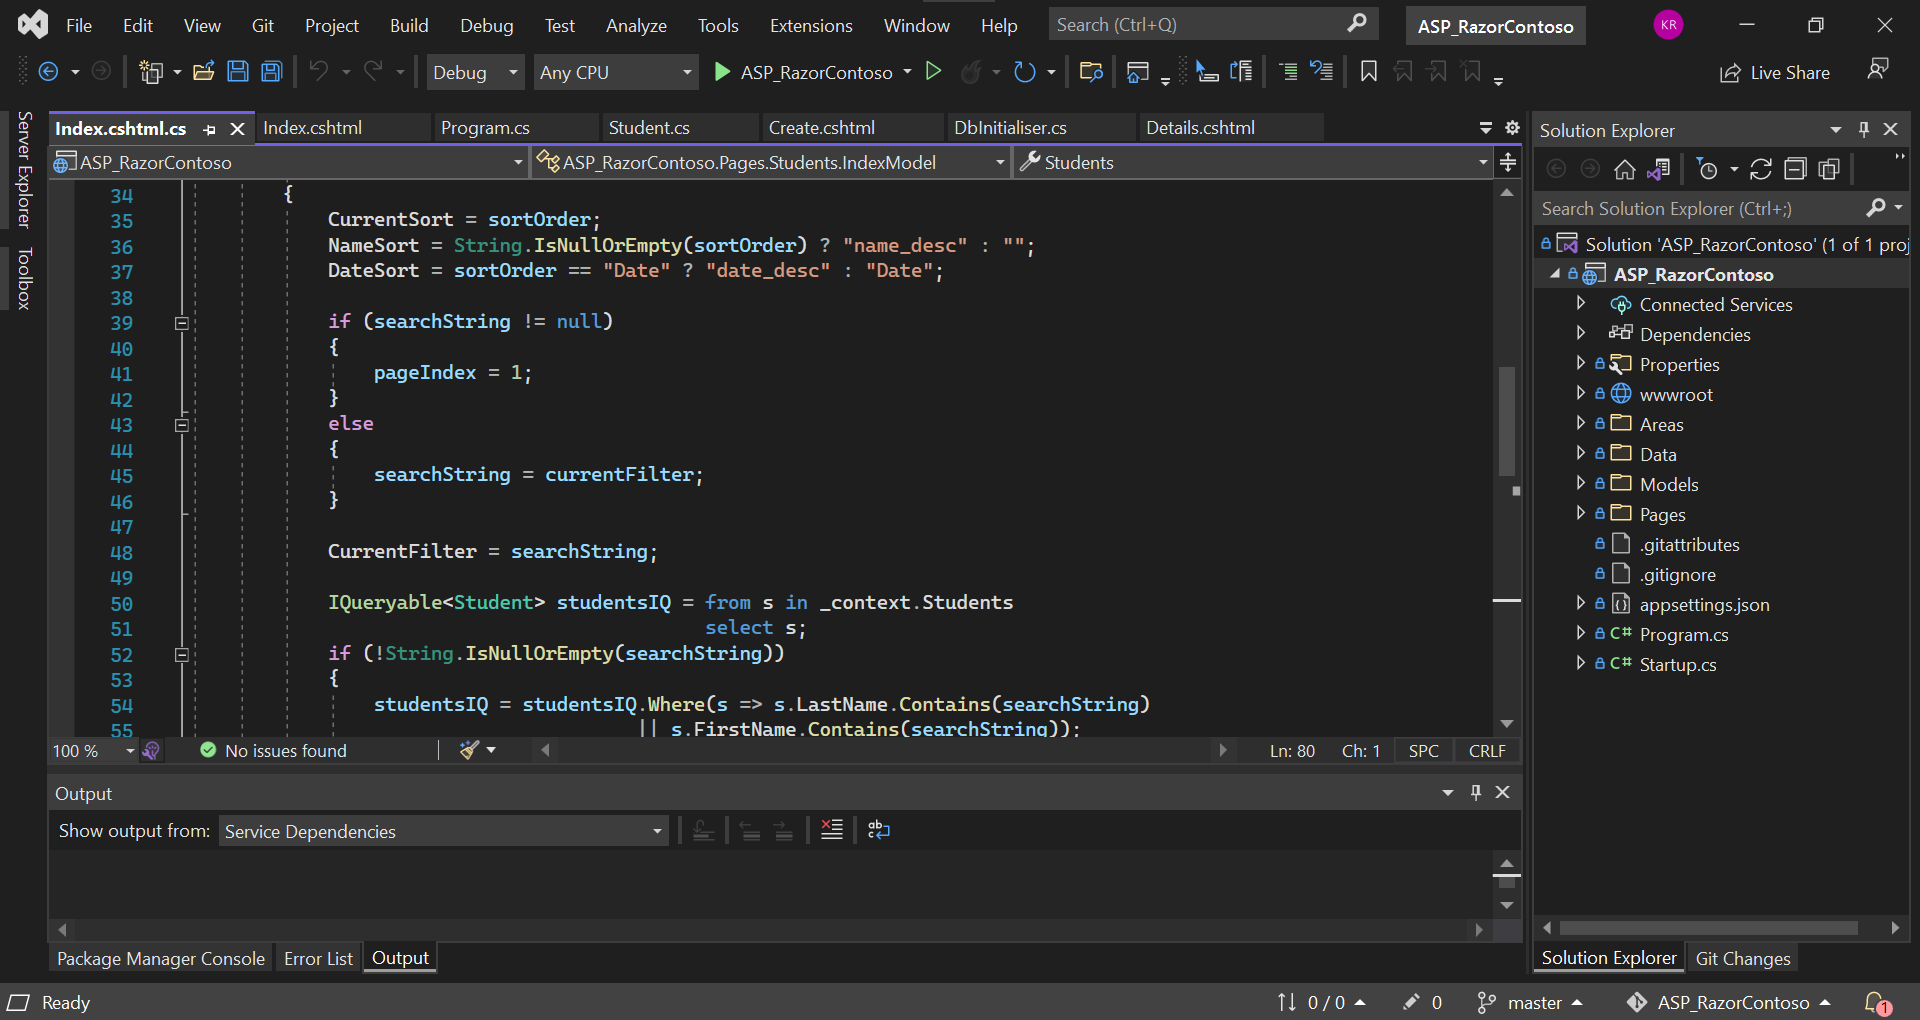 File Edit View Git Project Build Debug Test Analyze Tools Extensions Window Help Search (Ctrl+Q) ASP_RazorContoso KR
Debug Any CPU ASP_RazorContoso Live Share
Server Explorer
Toolbox
Index.cshtml.cs Index.cshtml Program.cs Student.cs Create.cshtml DbInitialiser.cs Details.cshtml
ASP_RazorContoso ASP_RazorContoso.Pages.Students.IndexModel Students
34 {
35 CurrentSort = sortOrder;
36 NameSort = String.IsNullOrEmpty(sortOrder) ? "name_desc" : "";
37 DateSort = sortOrder == "Date" ? "date_desc" : "Date";
38
39 if (searchString != null)
40 {
41 pageIndex = 1;
42 }
43 else
44 {
45 searchString = currentFilter;
46 }
47
48 CurrentFilter = searchString;
49
50 IQueryable<Student> studentsIQ = from s in _context.Students
51 select s;
52 if (!String.IsNullOrEmpty(searchString))
53 {
54 studentsIQ = studentsIQ.Where(s => s.LastName.Contains(searchString)
55 || s.FirstName.Contains(searchString));
100 % No issues found Ln: 80 Ch: 1 SPC CRLF
Output
Show output from: Service Dependencies
Package Manager Console Error List Output
Solution Explorer
Search Solution Explorer (Ctrl+;)
Solution 'ASP_RazorContoso' (1 of 1 proj
ASP_RazorContoso
Connected Services
Dependencies
Properties
wwwroot
Areas
Data
Models
Pages
.gitattributes
.gitignore
appsettings.json
C# Program.cs
C# Startup.cs
Solution Explorer Git Changes
Ready 0 / 0 0 master ASP_RazorContoso 1